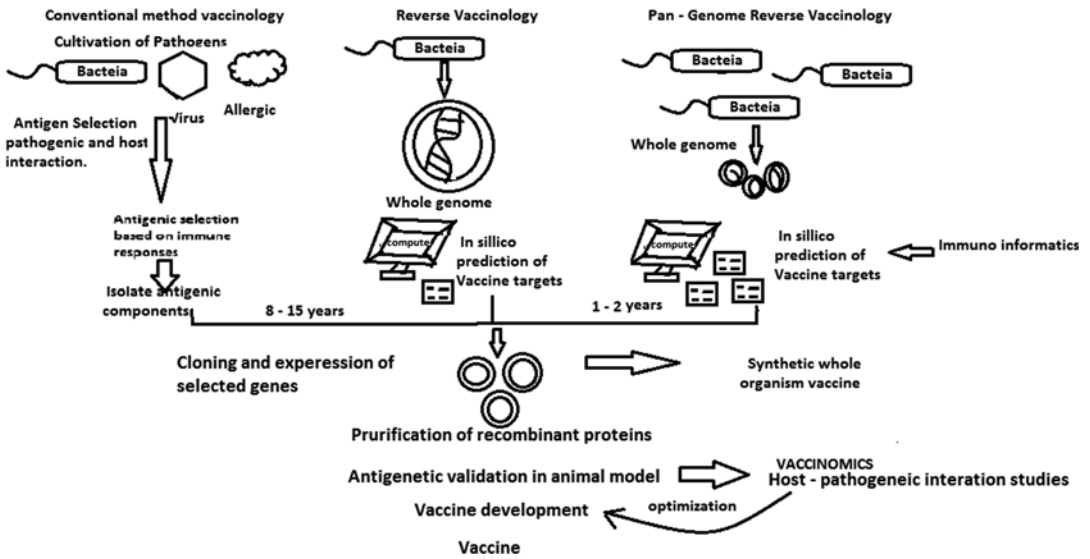 Conventional method vaccinology
Reverse Vaccinology
Pan - Genome Reverse Vaccinology
Cultivation of Pathogens
Bacteia
Virus
Allergic
Antigen Selection
pathogenic and host
interaction.
Antigenic selection
based on immune
responses
Isolate antigenic
components
Bacteia
Whole genome
compute
In sillico
prediction of
Vaccine targets
Bacteia
Bacteia
Bacteia
Whole genome
compute
In sillico
prediction of
Vaccine targets
Immuno informatics
8 - 15 years
1 - 2 years
Cloning and experession of
selected genes
Synthetic whole
organism vaccine
Prurification of recombinant proteins
Antigenetic validation in animal model
VACCINOMICS
Host - pathogeneic interation studies
Vaccine development
optimization
Vaccine